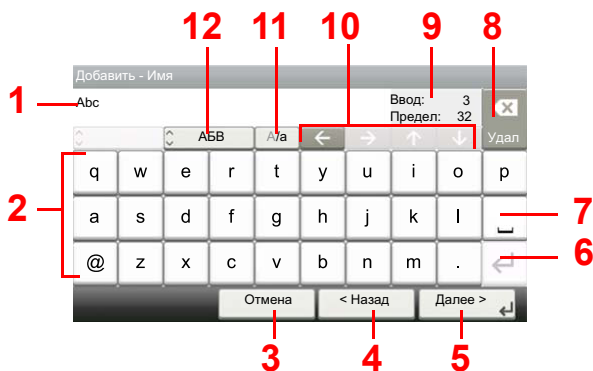 12 11 10 9 8
Добавить - Имя
1 Abc Ввод: 3
Предел: 32
АБВ A/a ← → ↑ ↓ Удал
2 q w e r t y u i o p
a s d f g h j k l 7
@ z x c v b n m . 6
Отмена < Назад Далее >
3 4 5